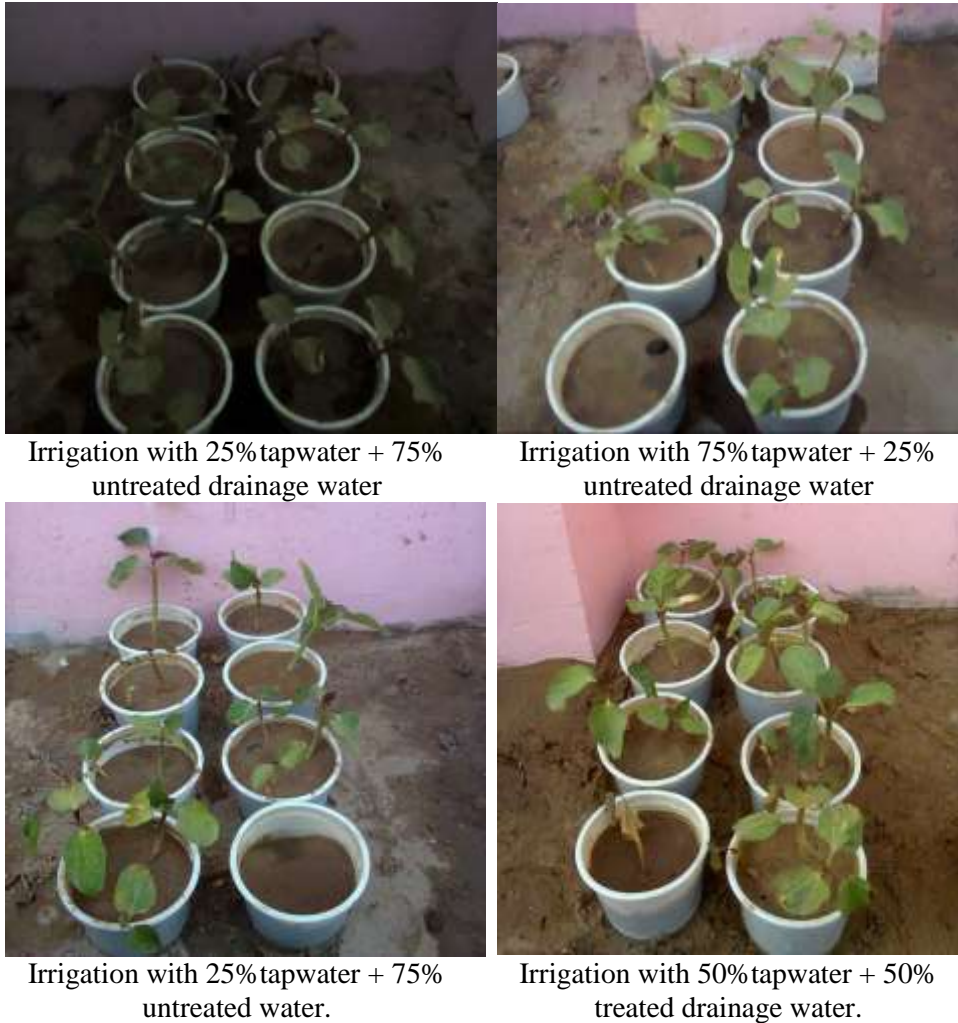 Irrigation with 25% tapwater + 75%
untreated drainage water
Irrigation with 75% tapwater + 25%
untreated drainage water
Irrigation with 25% tapwater + 75%
untreated water.
Irrigation with 50% tapwater + 50%
treated drainage water.